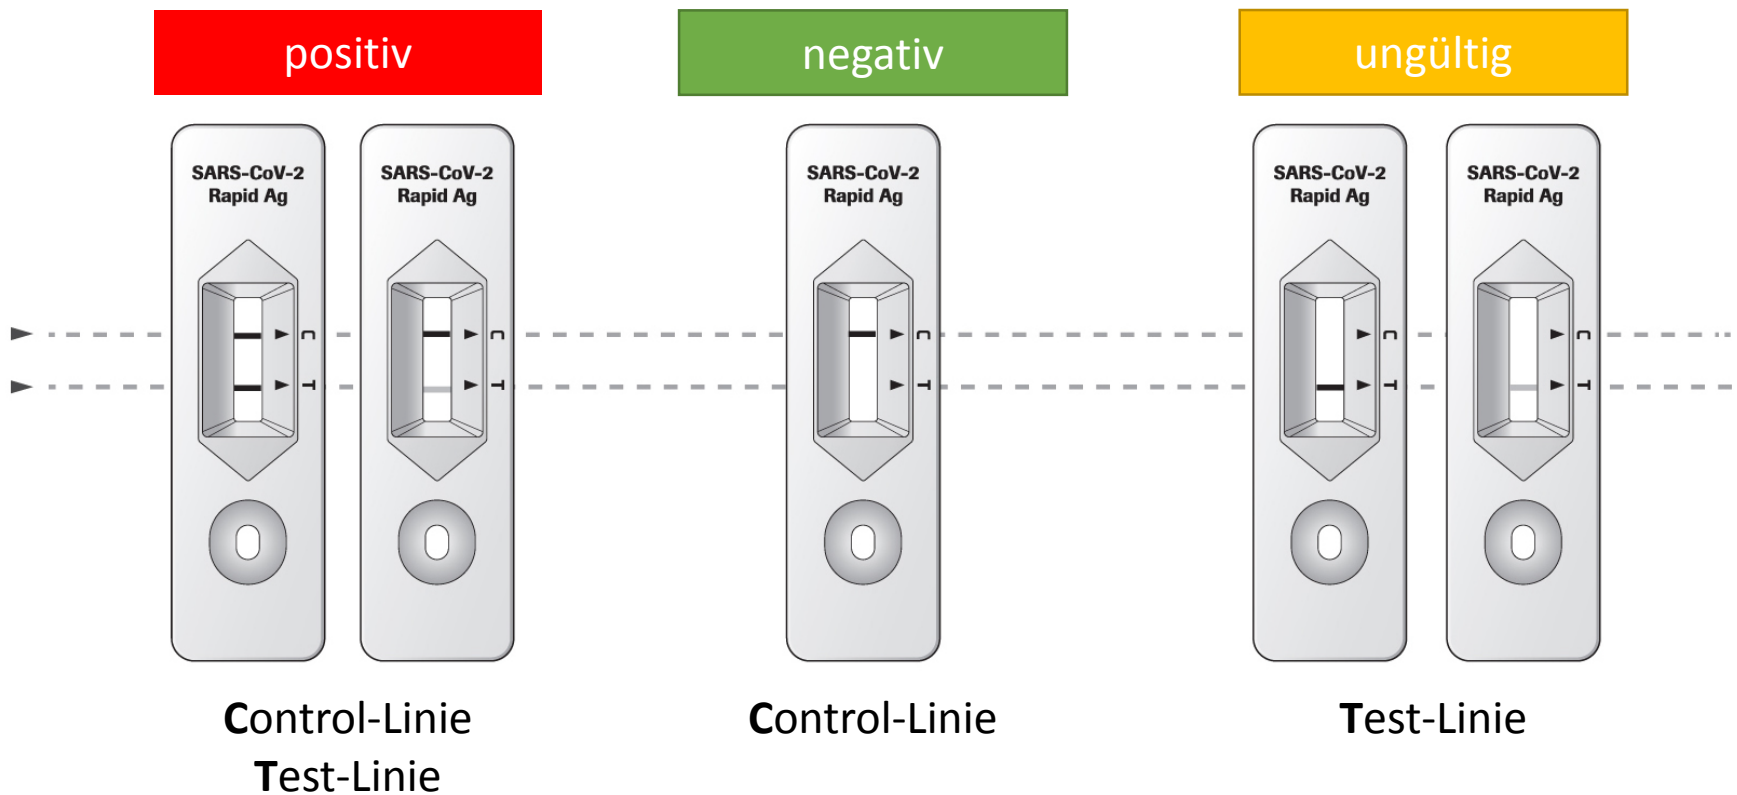 positiv
negativ
ungültig
SARS-CoV-2
Rapid Ag
SARS-CoV-2
Rapid Ag
SARS-CoV-2
Rapid Ag
SARS-CoV-2
Rapid Ag
SARS-CoV-2
Rapid Ag
C
T
C
T
C
T
C
T
C
T
Control-Linie
Test-Linie
Control-Linie
Test-Linie